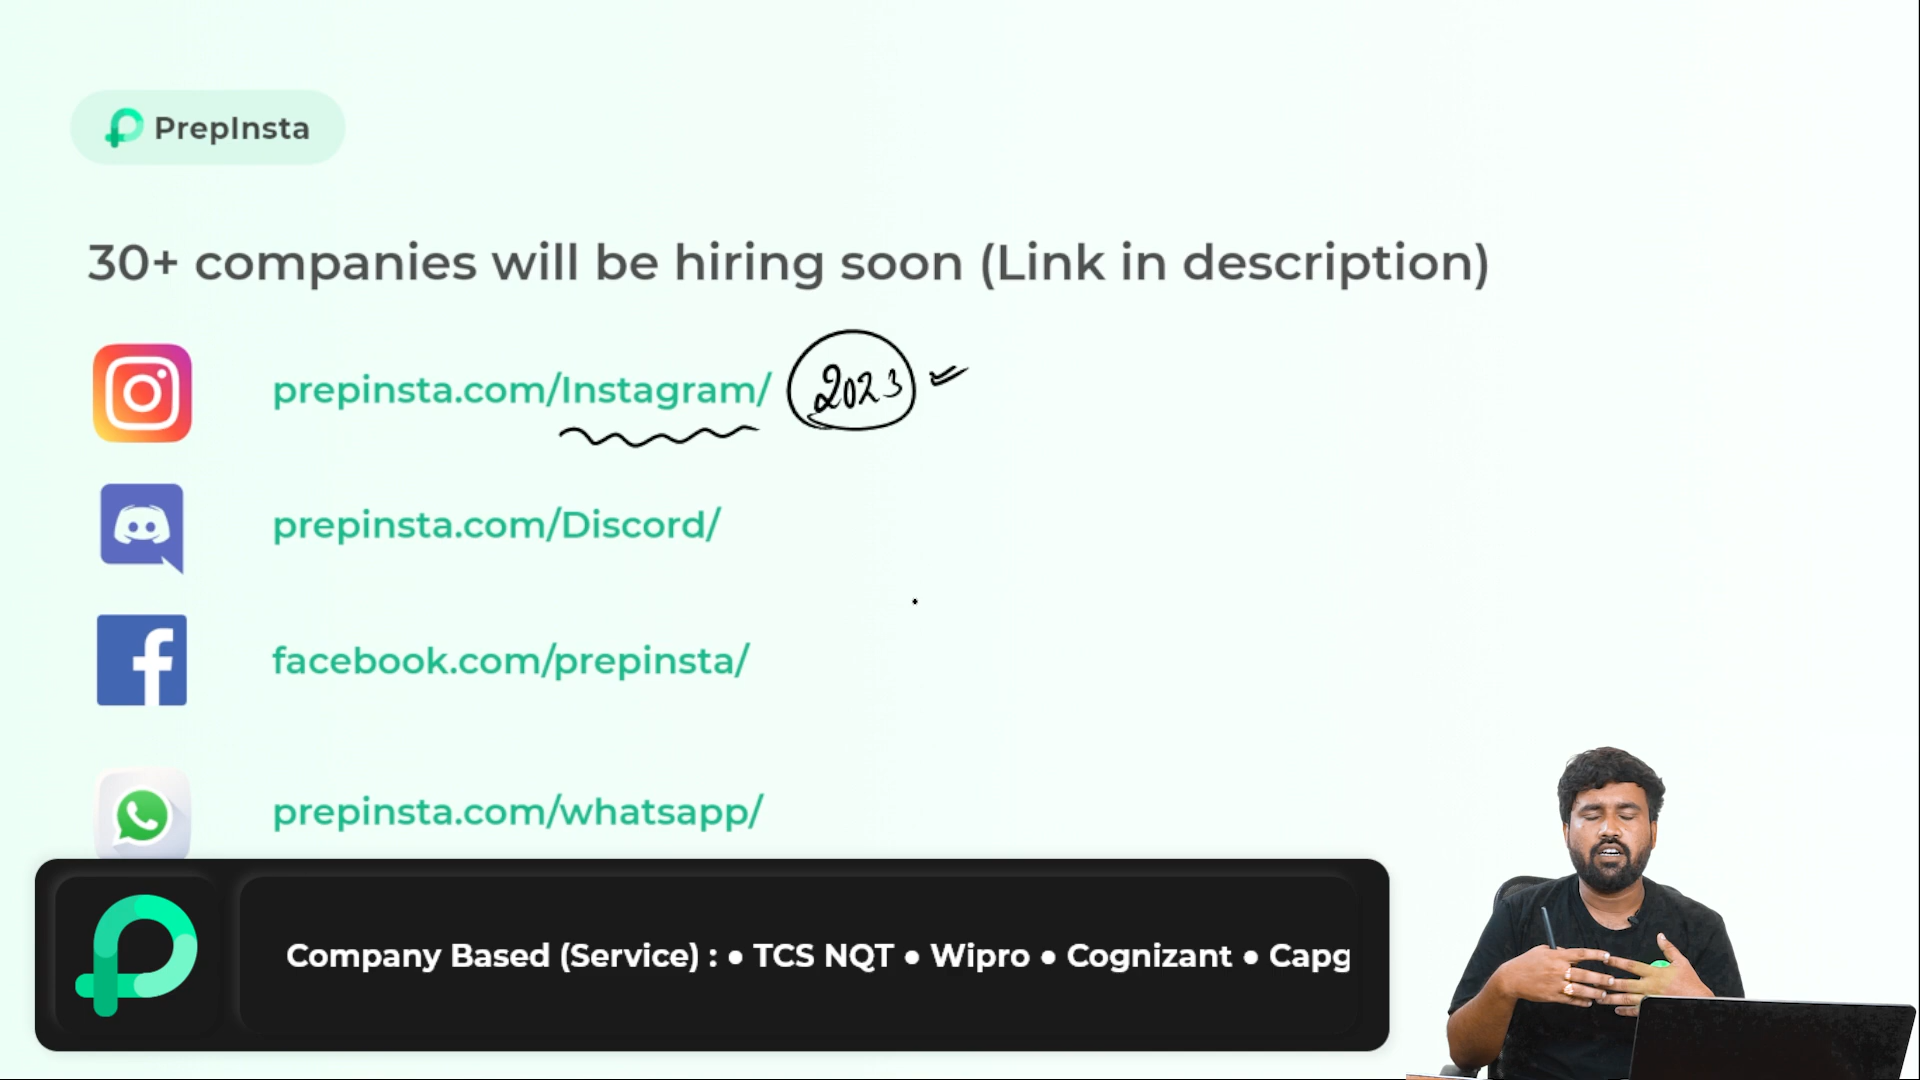 PrepInsta
30+ companies will be hiring soon (Link in description)
prepinsta.com/Instagram/ 2023
prepinsta.com/Discord/
facebook.com/prepinsta/
prepinsta.com/whatsapp/
Company Based (Service) : • TCS NQT • Wipro • Cognizant • Capg